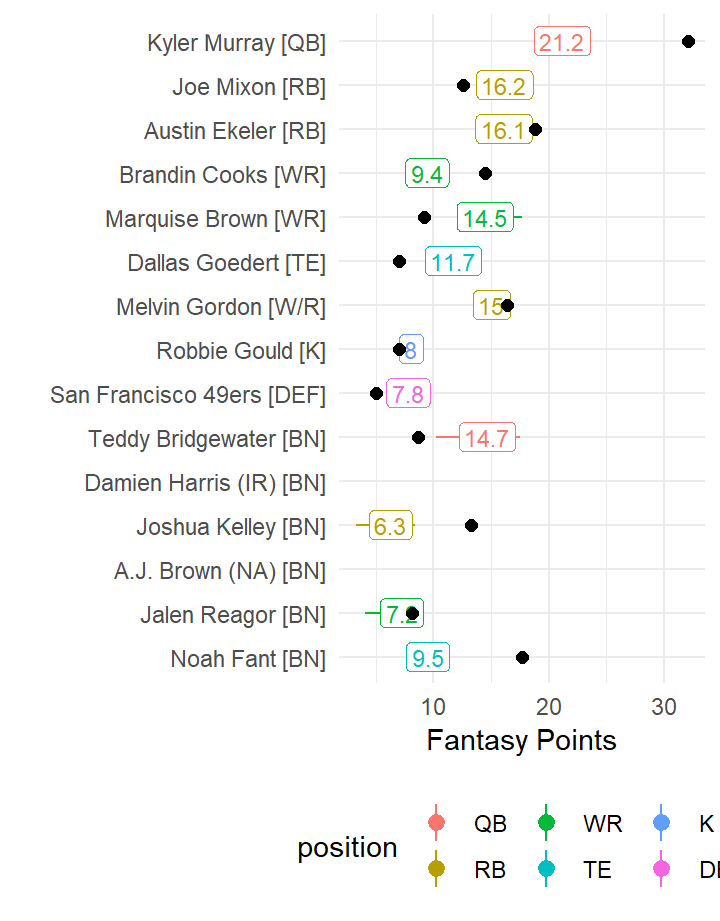 Kyler Murray [QB] 21.2
Joe Mixon [RB] 16.2
Austin Ekeler [RB] 16.1
Brandin Cooks [WR] 9.4
Marquise Brown [WR] 14.5
Dallas Goedert [TE] 11.7
Melvin Gordon [W/R] 15
Robbie Gould [K] 8
San Francisco 49ers [DEF] 7.8
Teddy Bridgewater [BN] 14.7
Damien Harris (IR) [BN]
Joshua Kelley [BN] 6.3
A.J. Brown (NA) [BN]
Jalen Reagor [BN]
Noah Fant [BN] 9.5
10 20 30
Fantasy Points
position
QB WR K
RB TE